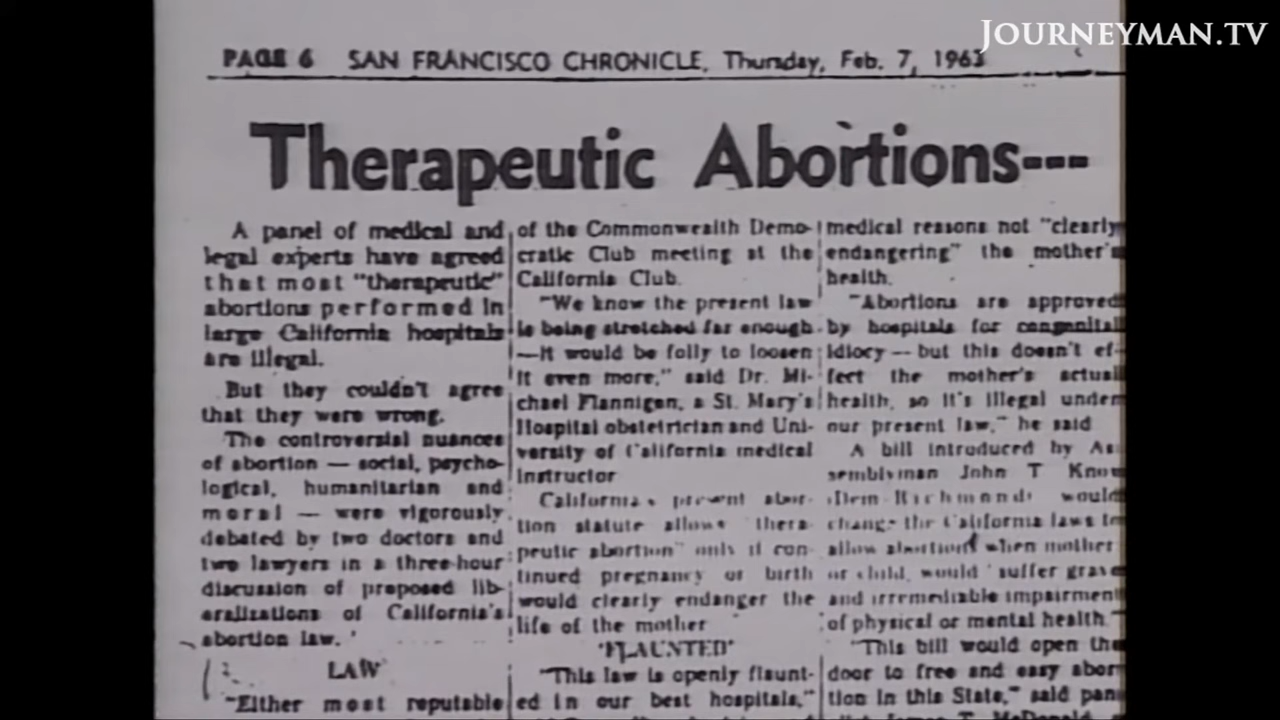 JOURNEYMAN.TV
PAGE 6 SAN FRANCISCO CHRONICLE, Thursday, Feb. 7, 1963
Therapeutic Abortions---
A panel of medical and
legal experts have agreed
that most "therapeutic"
abortions performed in
large California hospitals
are illegal.
But they couldn't agree
that they were wrong.
The controversial nuances
of abortion — social, psycho-
logical, humanitarian and
moral — were vigorously
debated by two doctors and
two lawyers in a three-hour
discussion of proposed lib-
eralizations of California's
abortion law.
LAW
"Either most reputable
of the Commonwealth Demo-
cratic Club meeting at the
California Club.
"We know the present law
is being stretched far enough
—it would be folly to loosen
it even more," said Dr. Mi-
chael Flannigan, a St. Mary's
Hospital obstetrician and Uni-
versity of California medical
instructor
California's present abor-
tion statute allows "thera-
peutic abortion" only if con-
tinued pregnancy or birth
would clearly endanger the
life of the mother
'FLAUNTED'
"This law is openly flaunt-
ed in our best hospitals,"
medical reasons not "clearly
endangering" the mother's
health.
"Abortions are approved
by hospitals for congenital
idiocy — but this doesn't ef-
fect the mother's actual
health, so it's illegal under
our present law," he said
A bill introduced by As
semblyman John T Know
(Dem-Richmond) would
change the California laws to
allow abortions when mother
or child, would "suffer grave
and irremediable impairment
of physical or mental health."
"This bill would open the
door to free and easy abor-
tion in this State," said pan
James T. McDonald